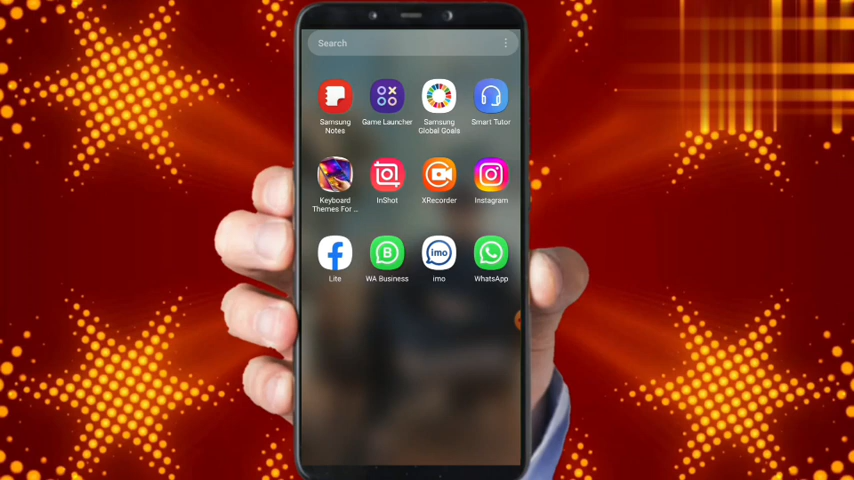 Search
Samsung Notes
Game Launcher
Samsung Global Goals
Smart Tutor
Keyboard Themes For ...
InShot
XRecorder
Instagram
B
imo
Lite
WA Business
imo
WhatsApp